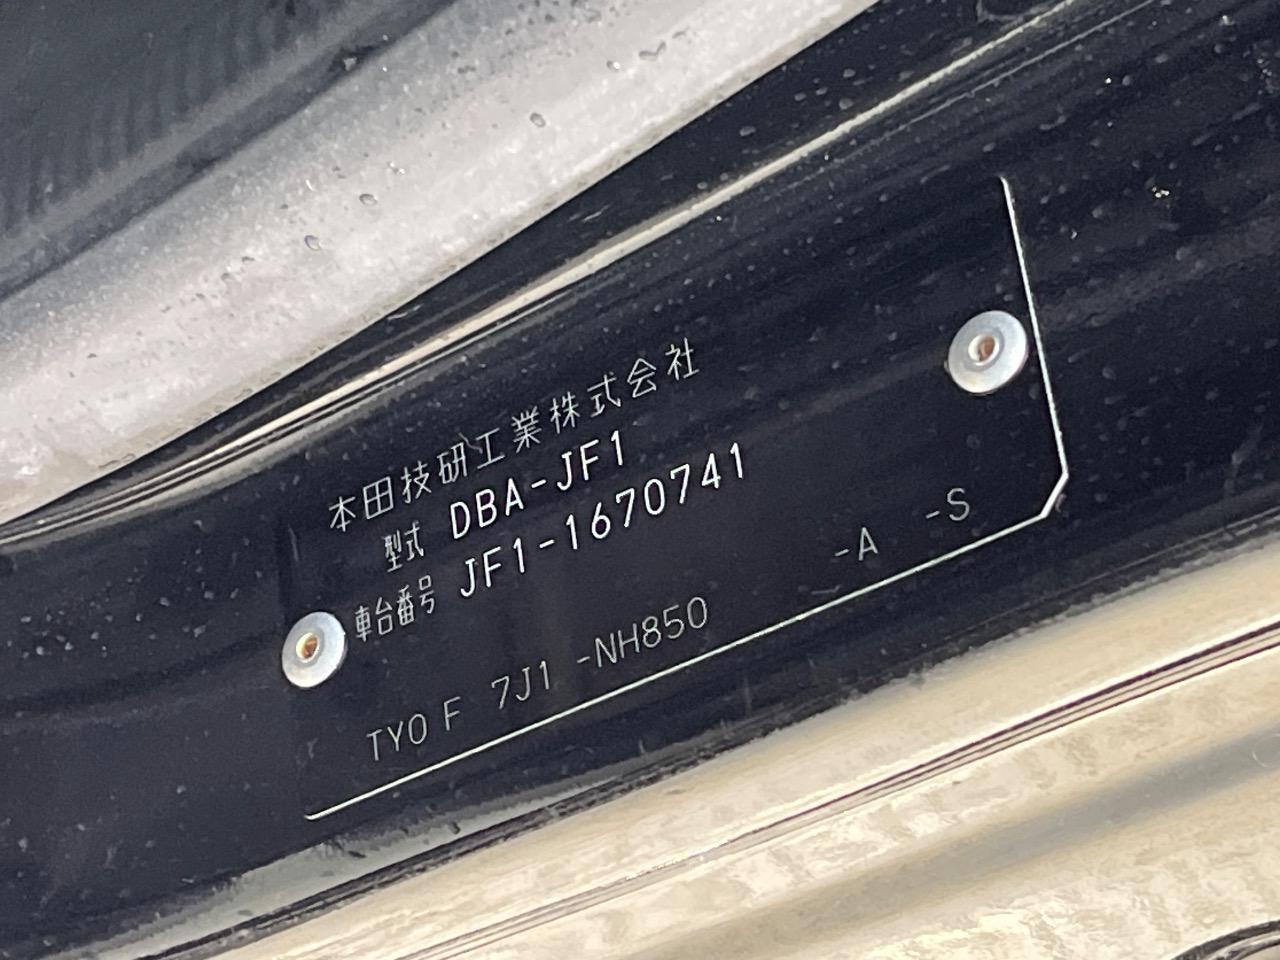 本田技研工業株式会社
型式 DBA-JF1
車台番号 JF1-1670741
TYO F 7J1 -NH850 -A -S